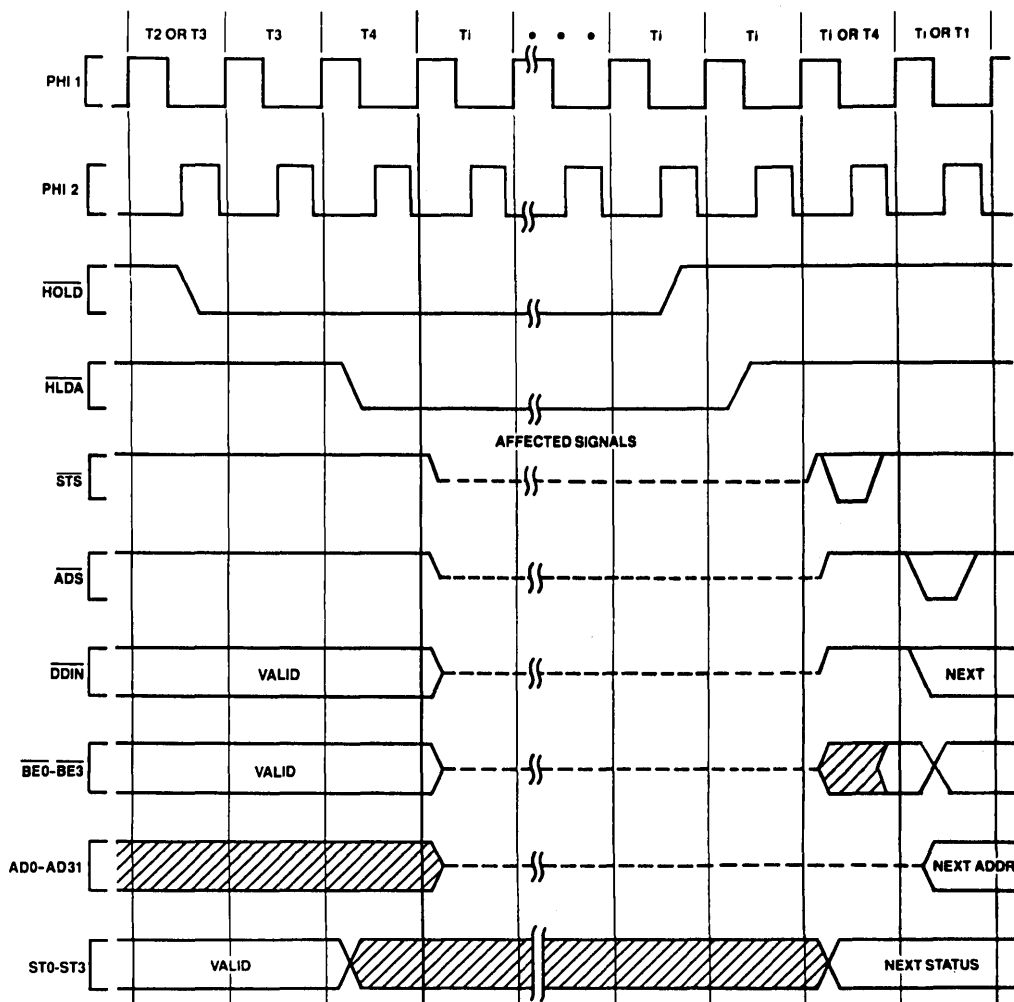 T2 OR T3 T3 T4 Ti • • • Ti Ti Ti OR T4 Ti OR T1
PHI 1
PHI 2
HOLD
HLDA
AFFECTED SIGNALS
STS
ADS
DDIN VALID NEXT
BE0-BE3 VALID
AD0-AD31 NEXT ADDR
ST0-ST3 VALID NEXT STATUS